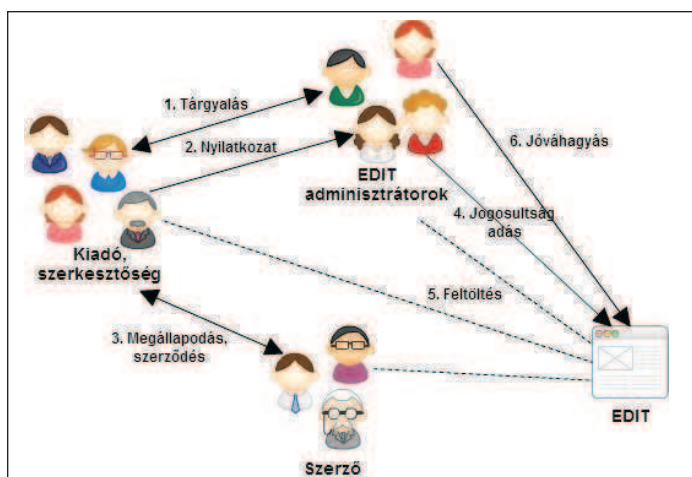 1. Tárgyalás
2. Nyilatkozat
6. Jóváhagyás
EDIT
adminisztrátorok
4. Jogosultság
adás
Kiadó,
szerkesztőség
5. Feltöltés
3. Megállapodás,
szerződés
EDIT
Szerző